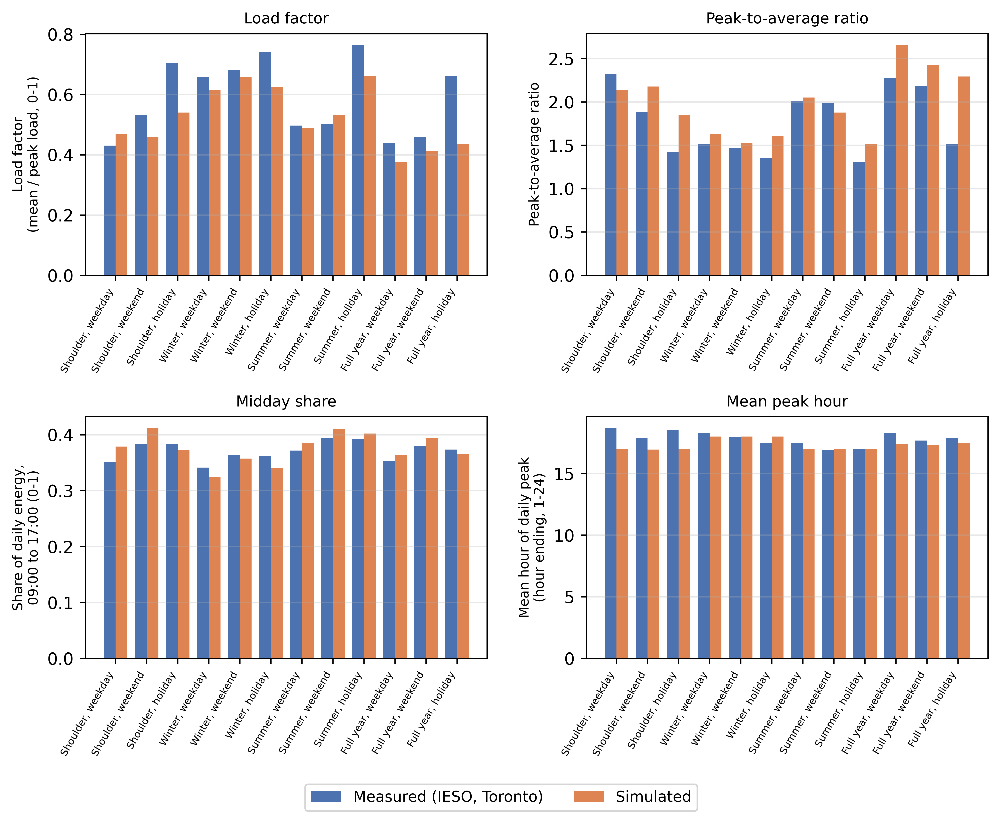 Load factor
Load factor
(mean / peak load, 0-1)
0.8
0.6
0.4
0.2
0.0
Shoulder, weekday
Shoulder, weekend
Shoulder, holiday
Winter, weekday
Winter, weekend
Winter, holiday
Summer, weekday
Summer, weekend
Summer, holiday
Full year, weekday
Full year, weekend
Full year, holiday
Peak-to-average ratio
Peak-to-average ratio
2.5
2.0
1.5
1.0
0.5
0.0
Shoulder, weekday
Shoulder, weekend
Shoulder, holiday
Winter, weekday
Winter, weekend
Winter, holiday
Summer, weekday
Summer, weekend
Summer, holiday
Full year, weekday
Full year, weekend
Full year, holiday
Midday share
Share of daily energy,
09:00 to 17:00 (0-1)
0.4
0.3
0.2
0.1
0.0
Shoulder, weekday
Shoulder, weekend
Shoulder, holiday
Winter, weekday
Winter, weekend
Winter, holiday
Summer, weekday
Summer, weekend
Summer, holiday
Full year, weekday
Full year, weekend
Full year, holiday
Mean peak hour
Mean hour of daily peak
(hour ending, 1-24)
15
10
5
0
Shoulder, weekday
Shoulder, weekend
Shoulder, holiday
Winter, weekday
Winter, weekend
Winter, holiday
Summer, weekday
Summer, weekend
Summer, holiday
Full year, weekday
Full year, weekend
Full year, holiday
Measured (IESO, Toronto)
Simulated